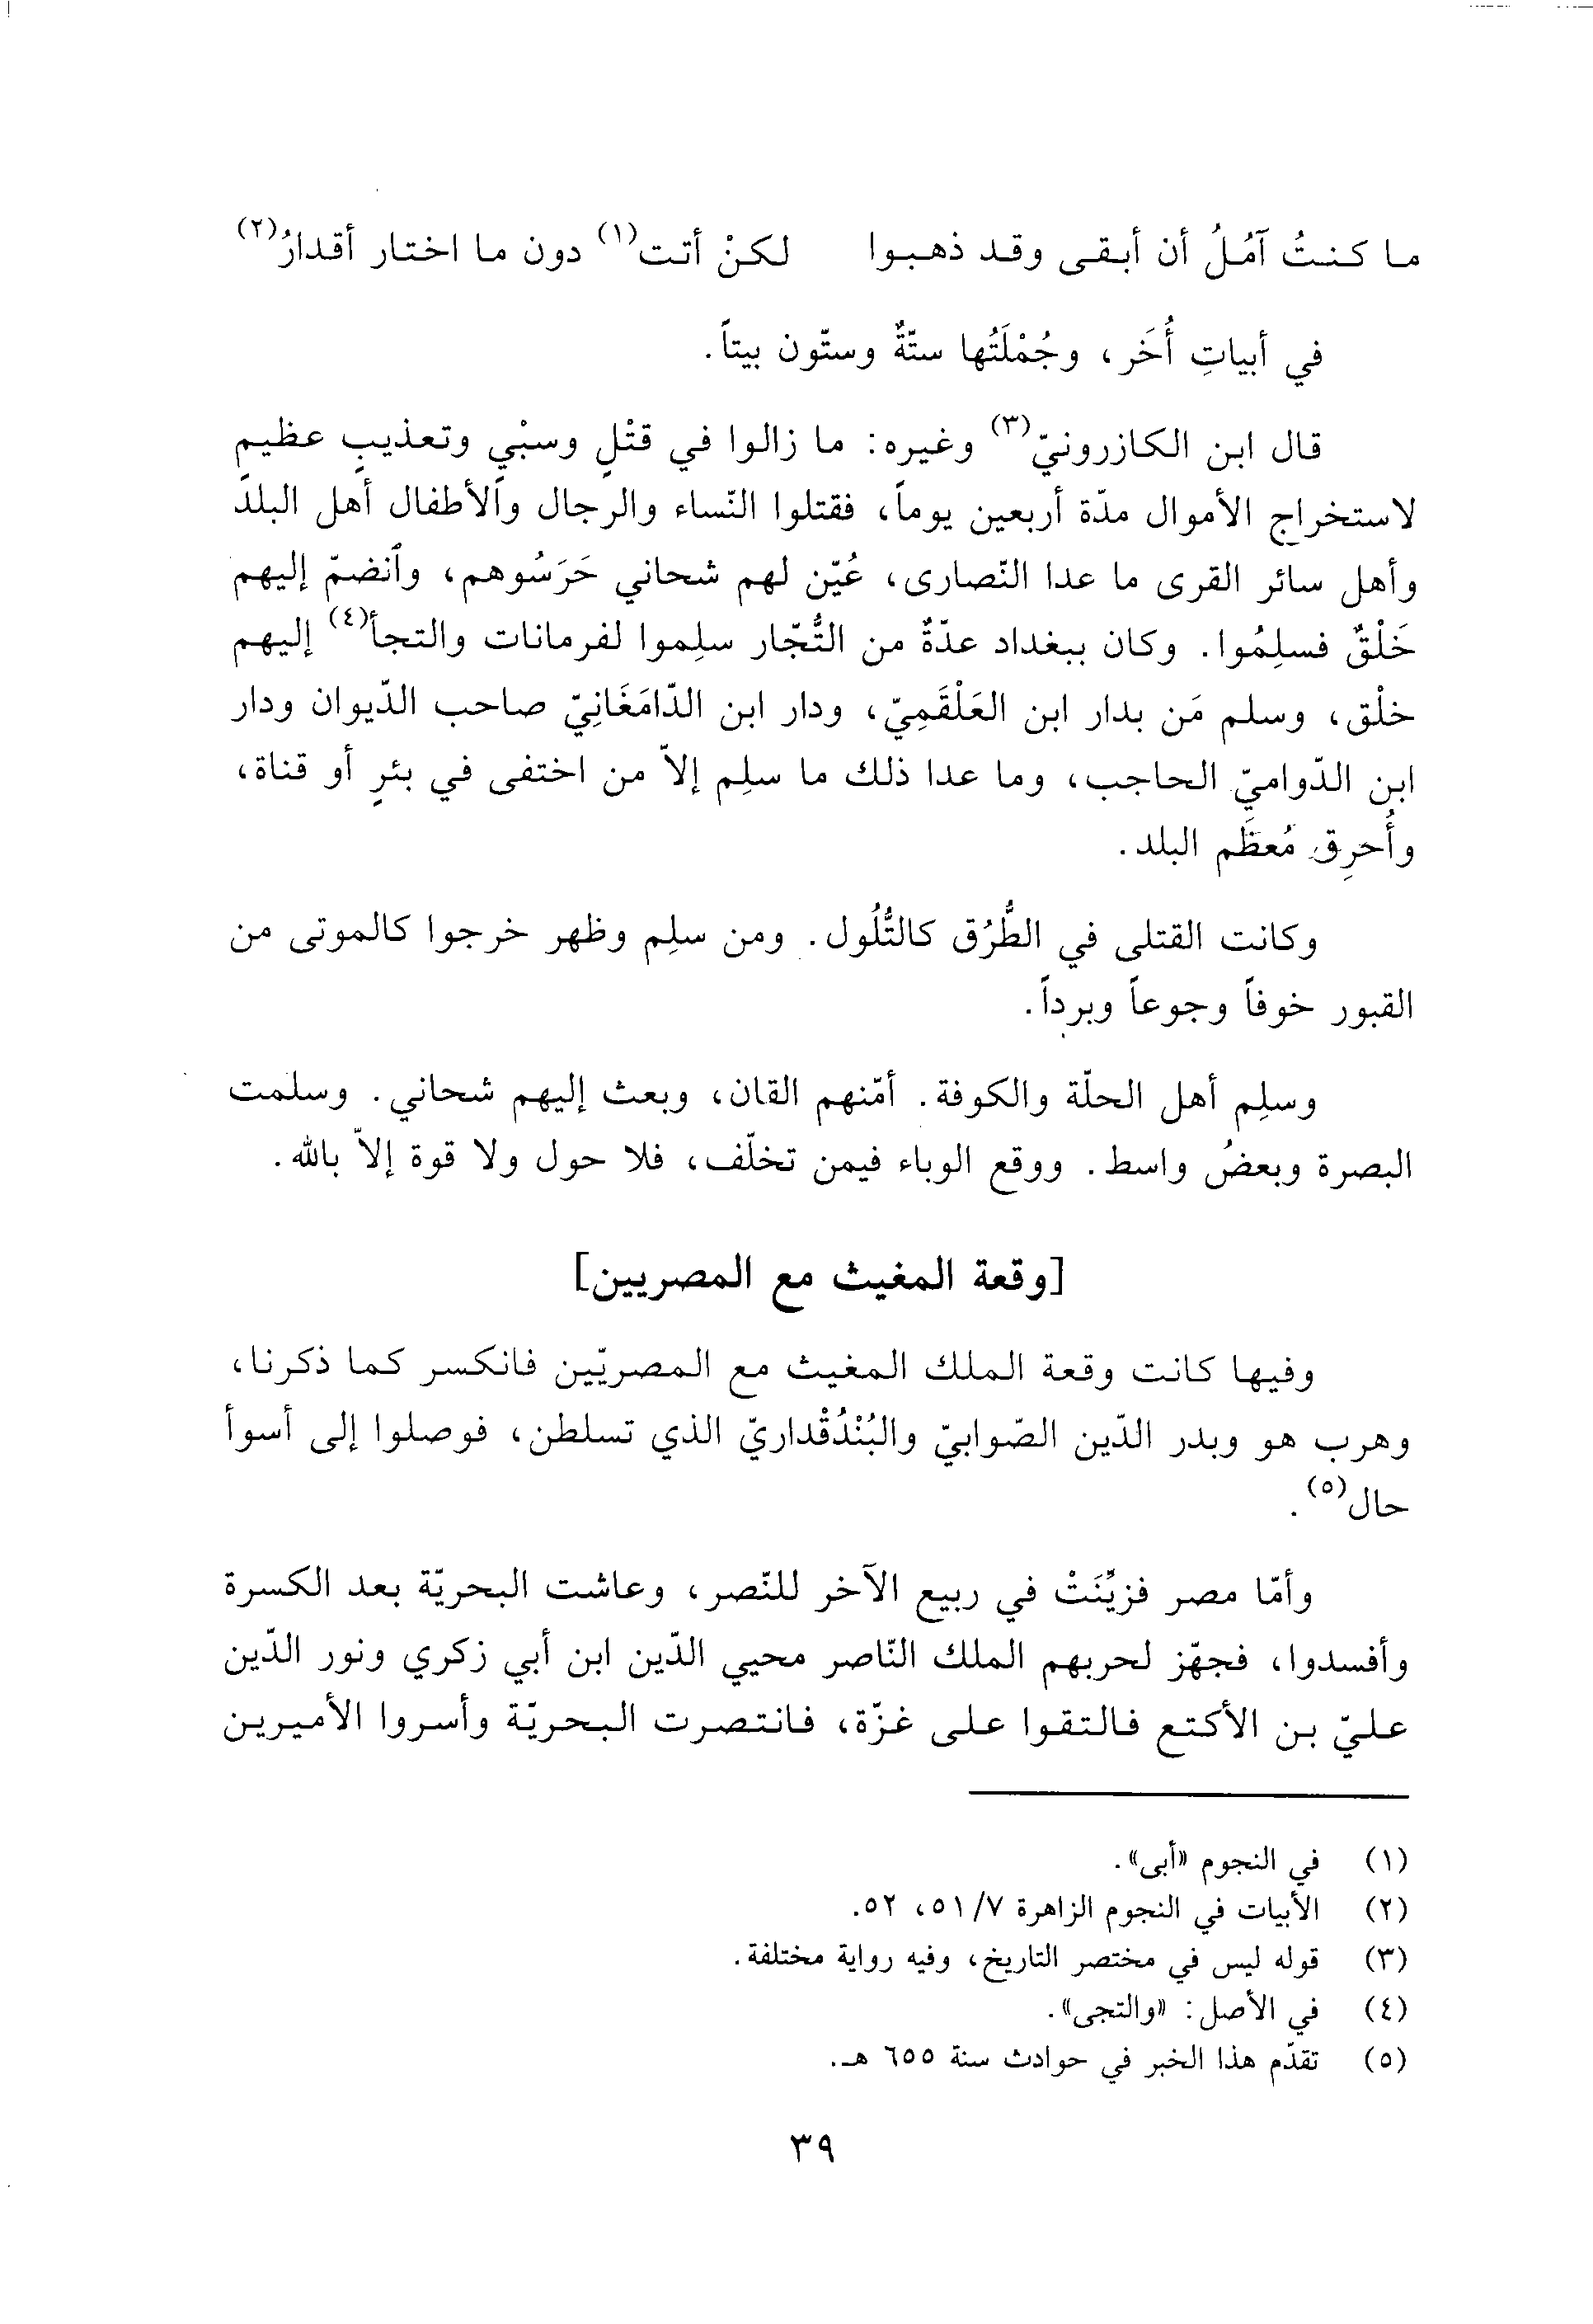 ما كنتُ آمُلُ أن أبقى وقد ذهبوا لكنْ أتت(١) دون ما اختار أقدارُ(٢)
في أبياتِ أُخَر، وجُمْلَتُها ستّةٌ وستّون بيتاً.
قال ابن الكازرونيّ(٣) وغيره: ما زالوا في قتْلٍ وسبْيٍ وتعذيبٍ عظيمٍ
لاستخراج الأموال مدّة أربعين يوماً، فقتلوا النّساء والرجال والأطفال أهل البلد
وأهل سائر القرى ما عدا النّصارى، عُيّن لهم شحاني حَرَسُوهم، وأنضمّ إليهم
خَلْقٌ فسلِمُوا. وكان ببغداد عدّةٌ من التُّجّار سلِموا لفرمانات والتجأ(٤) إليهم
خلْق، وسلم مَن بدار ابن العَلْقَمِيّ، ودار ابن الدّامَغَانِيّ صاحب الدّيوان ودار
ابن الدّواميّ الحاجب، وما عدا ذلك ما سلِم إلاّ من اختفى في بئرٍ أو قناة،
وأُحرِق مُعظَم البلد.
وكانت القتلى في الطُّرُق كالتُّلُول. ومن سلِم وظهر خرجوا كالموتى من
القبور خوفاً وجوعاً وبرداً.
وسلِم أهل الحلّة والكوفة. أمّنهم القان، وبعث إليهم شحاني. وسلمت
البصرة وبعضُ واسط. ووقع الوباء فيمن تخلّف، فلا حول ولا قوة إلاّ بالله.
[وقعة المغيث مع المصريين]
وفيها كانت وقعة الملك المغيث مع المصريّين فانكسر كما ذكرنا،
وهرب هو وبدر الدّين الصّوابيّ والبُنْدُقْداريّ الذي تسلطن، فوصلوا إلى أسوأ
حال(٥).
وأمّا مصر فزيِّنَتْ في ربيع الآخر للنّصر، وعاشت البحريّة بعد الكسرة
وأفسدوا، فجهّز لحربهم الملك النّاصر محيي الدّين ابن أبي زكري ونور الدّين
عليّ بن الأكتع فالتقوا على غزّة، فانتصرت البحريّة وأسروا الأميرين
(١) في النجوم «أبى».
(٢) الأبيات في النجوم الزاهرة ٧/ ٥١، ٥٢.
(٣) قوله ليس في مختصر التاريخ، وفيه رواية مختلفة.
(٤) في الأصل: «والتجى».
(٥) تقدّم هذا الخبر في حوادث سنة ٦٥٥ هـ.
٣٩